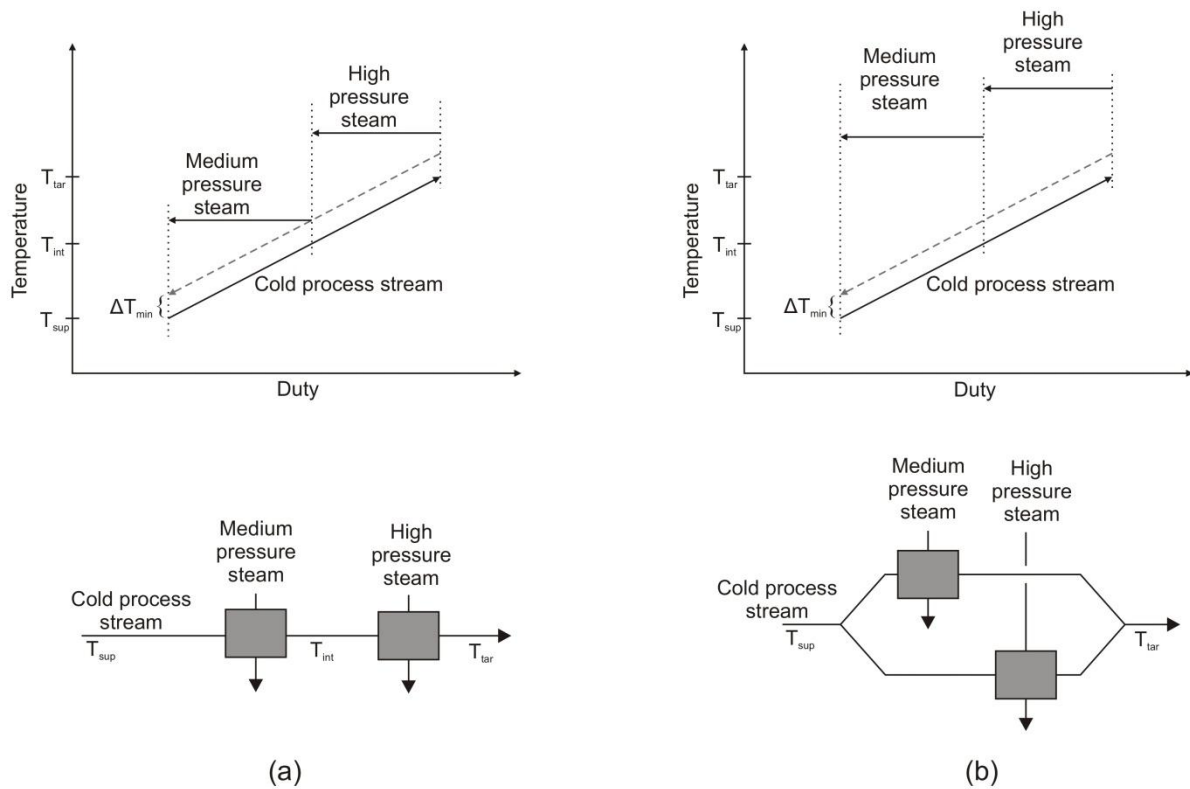 High
pressure
steam
Medium
pressure
steam
Temperature
T_tar
T_int
T_sup
ΔT_min {
Cold process stream
Duty
High
pressure
steam
Medium
pressure
steam
Temperature
T_tar
T_int
T_sup
ΔT_min {
Cold process stream
Duty
Medium
pressure
steam
High
pressure
steam
Cold process
stream
T_sup
T_int
T_tar
(a)
Medium
pressure
steam
High
pressure
steam
Cold process
stream
T_sup
T_tar
(b)